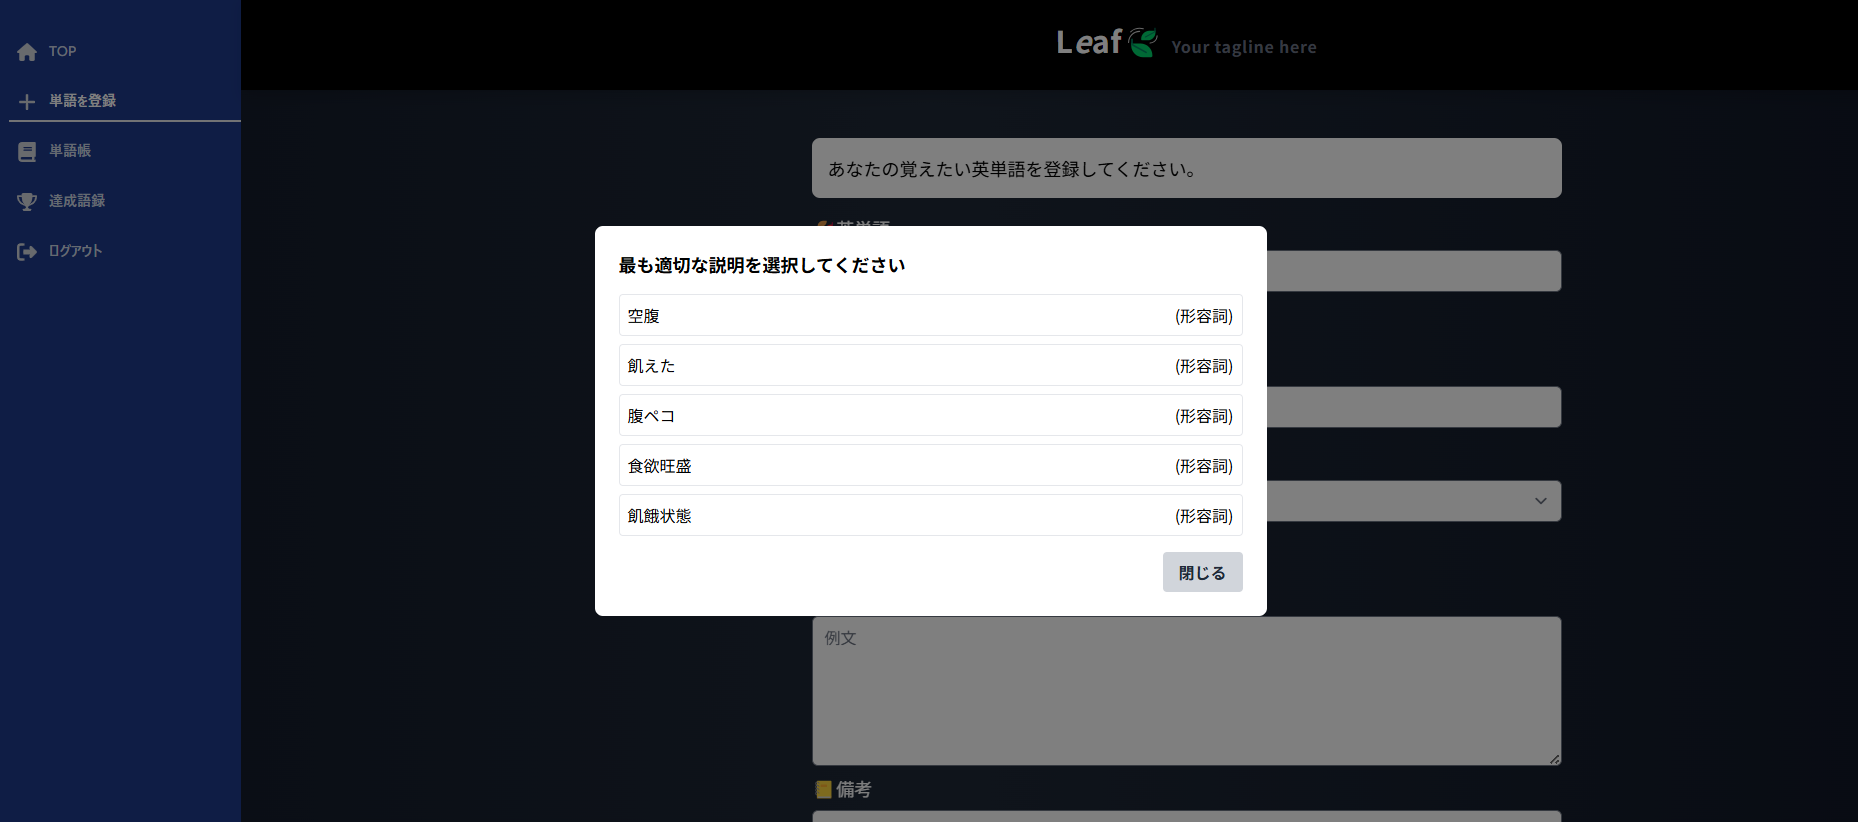 TOP
単語を登録
単語帳
達成語録
ログアウト
Leaf Your tagline here
あなたの覚えたい英単語を登録してください。
英単語
最も適切な説明を選択してください
空腹 (形容詞)
飢えた (形容詞)
腹ペコ (形容詞)
食欲旺盛 (形容詞)
飢餓状態 (形容詞)
閉じる
例文
備考